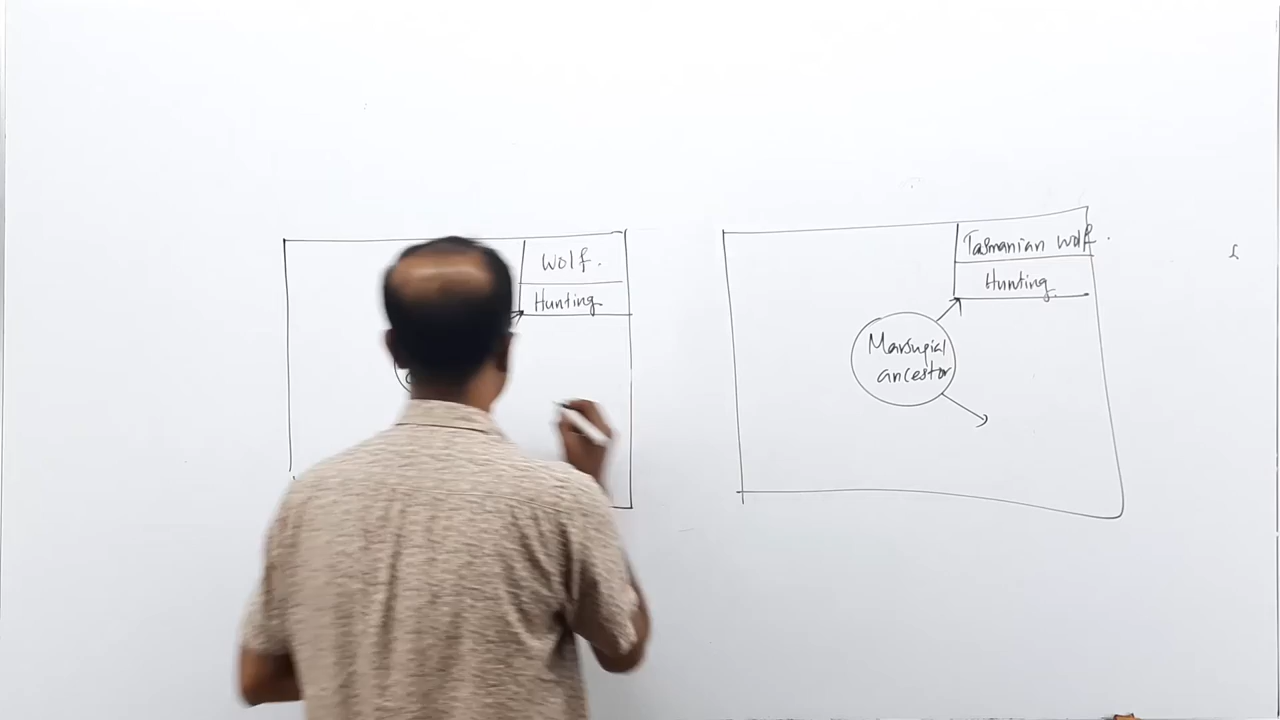 Wolf.
Hunting
Tasmanian wolf.
Hunting.
Marsupial
ancestor